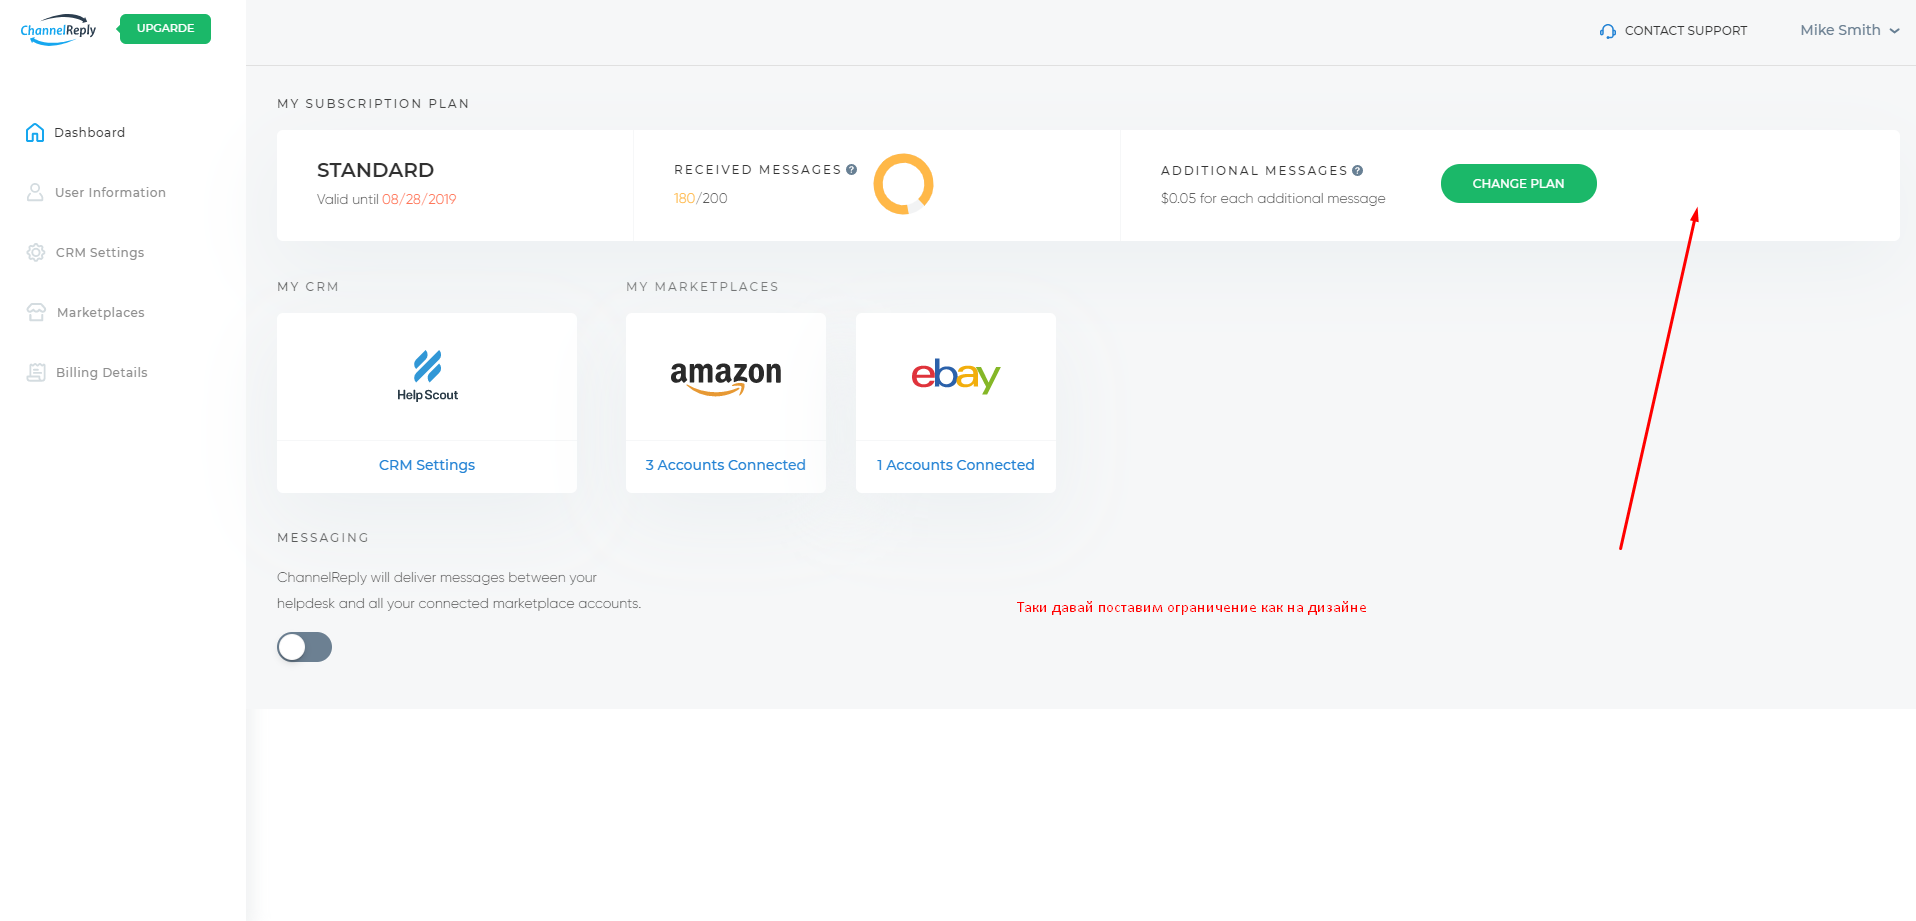 ChannelReply
UPGARDE
CONTACT SUPPORT
Mike Smith
Dashboard
User Information
CRM Settings
Marketplaces
Billing Details
MY SUBSCRIPTION PLAN
STANDARD
Valid until 08/28/2019
RECEIVED MESSAGES ?
180/200
ADDITIONAL MESSAGES ?
$0.05 for each additional message
CHANGE PLAN
MY CRM
MY MARKETPLACES
Help Scout
amazon
ebay
CRM Settings
3 Accounts Connected
1 Accounts Connected
MESSAGING
ChannelReply will deliver messages between your
helpdesk and all your connected marketplace accounts.
Таки давай поставим ограничение как на дизайне